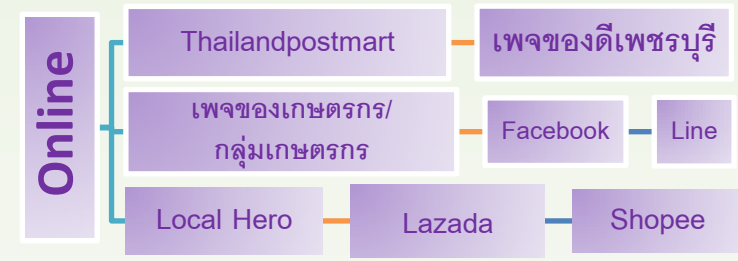 Online
Thailandpostmart
เพจของดีเพชรบุรี
เพจของเกษตรกร/
กลุ่มเกษตรกร
Facebook
Line
Local Hero
Lazada
Shopee